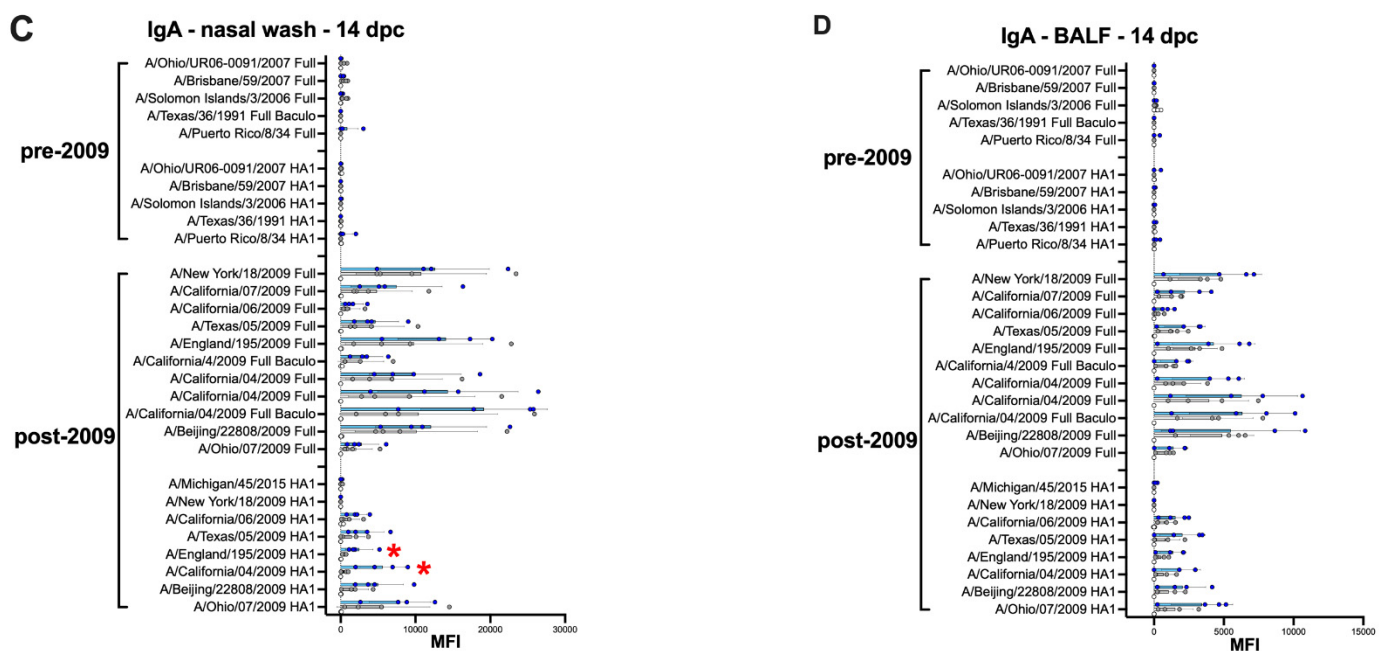 C
IgA - nasal wash - 14 dpc
pre-2009
A/Ohio/UR06-0091/2007 Full
A/Brisbane/59/2007 Full
A/Solomon Islands/3/2006 Full
A/Texas/36/1991 Full Baculo
A/Puerto Rico/8/34 Full
A/Ohio/UR06-0091/2007 HA1
A/Brisbane/59/2007 HA1
A/Solomon Islands/3/2006 HA1
A/Texas/36/1991 HA1
A/Puerto Rico/8/34 HA1
post-2009
A/New York/18/2009 Full
A/California/07/2009 Full
A/California/06/2009 Full
A/Texas/05/2009 Full
A/England/195/2009 Full
A/California/4/2009 Full Baculo
A/California/04/2009 Full
A/California/04/2009 Full
A/California/04/2009 Full Baculo
A/Beijing/22808/2009 Full
A/Ohio/07/2009 Full
A/Michigan/45/2015 HA1
A/New York/18/2009 HA1
A/California/06/2009 HA1
A/Texas/05/2009 HA1
A/England/195/2009 HA1
*
A/California/04/2009 HA1
*
A/Beijing/22808/2009 HA1
A/Ohio/07/2009 HA1
0 10000 20000 30000
MFI
D
IgA - BALF - 14 dpc
pre-2009
A/Ohio/UR06-0091/2007 Full
A/Brisbane/59/2007 Full
A/Solomon Islands/3/2006 Full
A/Texas/36/1991 Full Baculo
A/Puerto Rico/8/34 Full
A/Ohio/UR06-0091/2007 HA1
A/Brisbane/59/2007 HA1
A/Solomon Islands/3/2006 HA1
A/Texas/36/1991 HA1
A/Puerto Rico/8/34 HA1
post-2009
A/New York/18/2009 Full
A/California/07/2009 Full
A/California/06/2009 Full
A/Texas/05/2009 Full
A/England/195/2009 Full
A/California/4/2009 Full Baculo
A/California/04/2009 Full
A/California/04/2009 Full
A/California/04/2009 Full Baculo
A/Beijing/22808/2009 Full
A/Ohio/07/2009 Full
A/Michigan/45/2015 HA1
A/New York/18/2009 HA1
A/California/06/2009 HA1
A/Texas/05/2009 HA1
A/England/195/2009 HA1
A/California/04/2009 HA1
A/Beijing/22808/2009 HA1
A/Ohio/07/2009 HA1
0 5000 10000 15000
MFI